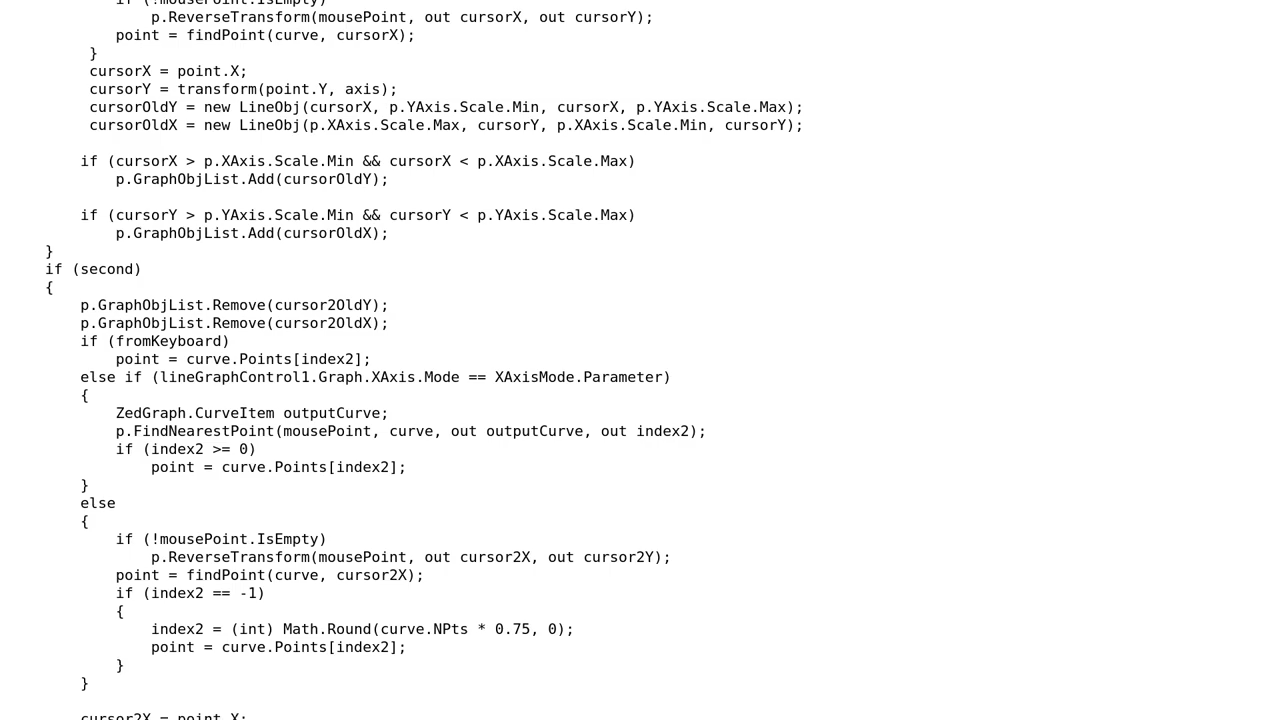 if (!mousePoint.IsEmpty)
p.ReverseTransform(mousePoint, out cursorX, out cursorY);
point = findPoint(curve, cursorX);
}
cursorX = point.X;
cursorY = transform(point.Y, axis);
cursorOldY = new LineObj(cursorX, p.YAxis.Scale.Min, cursorX, p.YAxis.Scale.Max);
cursorOldX = new LineObj(p.XAxis.Scale.Max, cursorY, p.XAxis.Scale.Min, cursorY);
if (cursorX > p.XAxis.Scale.Min && cursorX < p.XAxis.Scale.Max)
p.GraphObjList.Add(cursorOldY);
if (cursorY > p.YAxis.Scale.Min && cursorY < p.YAxis.Scale.Max)
p.GraphObjList.Add(cursorOldX);
}
if (second)
{
p.GraphObjList.Remove(cursor2OldY);
p.GraphObjList.Remove(cursor2OldX);
if (fromKeyboard)
point = curve.Points[index2];
else if (lineGraphControl1.Graph.XAxis.Mode == XAxisMode.Parameter)
{
ZedGraph.CurveItem outputCurve;
p.FindNearestPoint(mousePoint, curve, out outputCurve, out index2);
if (index2 >= 0)
point = curve.Points[index2];
}
else
{
if (!mousePoint.IsEmpty)
p.ReverseTransform(mousePoint, out cursor2X, out cursor2Y);
point = findPoint(curve, cursor2X);
if (index2 == -1)
{
index2 = (int) Math.Round(curve.NPts * 0.75, 0);
point = curve.Points[index2];
}
}
cursor2X = point.X;